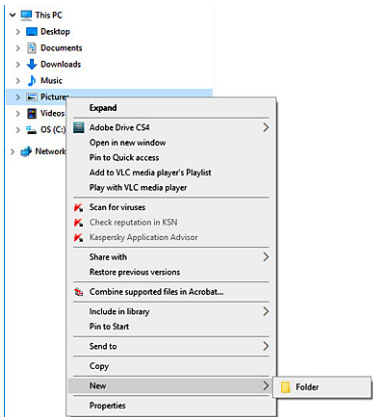 This PC
Desktop
Documents
Downloads
Music
Pictures
Videos
OS (C:)
Network
Expand
Adobe Drive CS4
Open in new window
Pin to Quick access
Add to VLC media player's Playlist
Play with VLC media player
Scan for viruses
Check reputation in KSN
Kaspersky Application Advisor
Share with
Restore previous versions
Combine supported files in Acrobat...
Include in library
Pin to Start
Send to
Copy
New
Folder
Properties